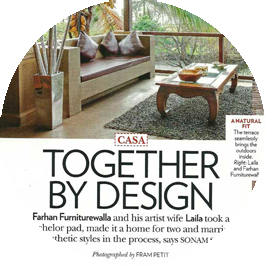 CASA
A NATURAL
FIT
The terrace
seamlessly
brings the
outdoors
inside.
Right: Laila
and Farhan
Furniturewal
TOGETHER
BY DESIGN
Farhan Furniturewalla and his artist wife Laila took a
chelor pad, made it a home for two and marri
thetic styles in the process, says SONAM
Photographed by FRAM PETIT